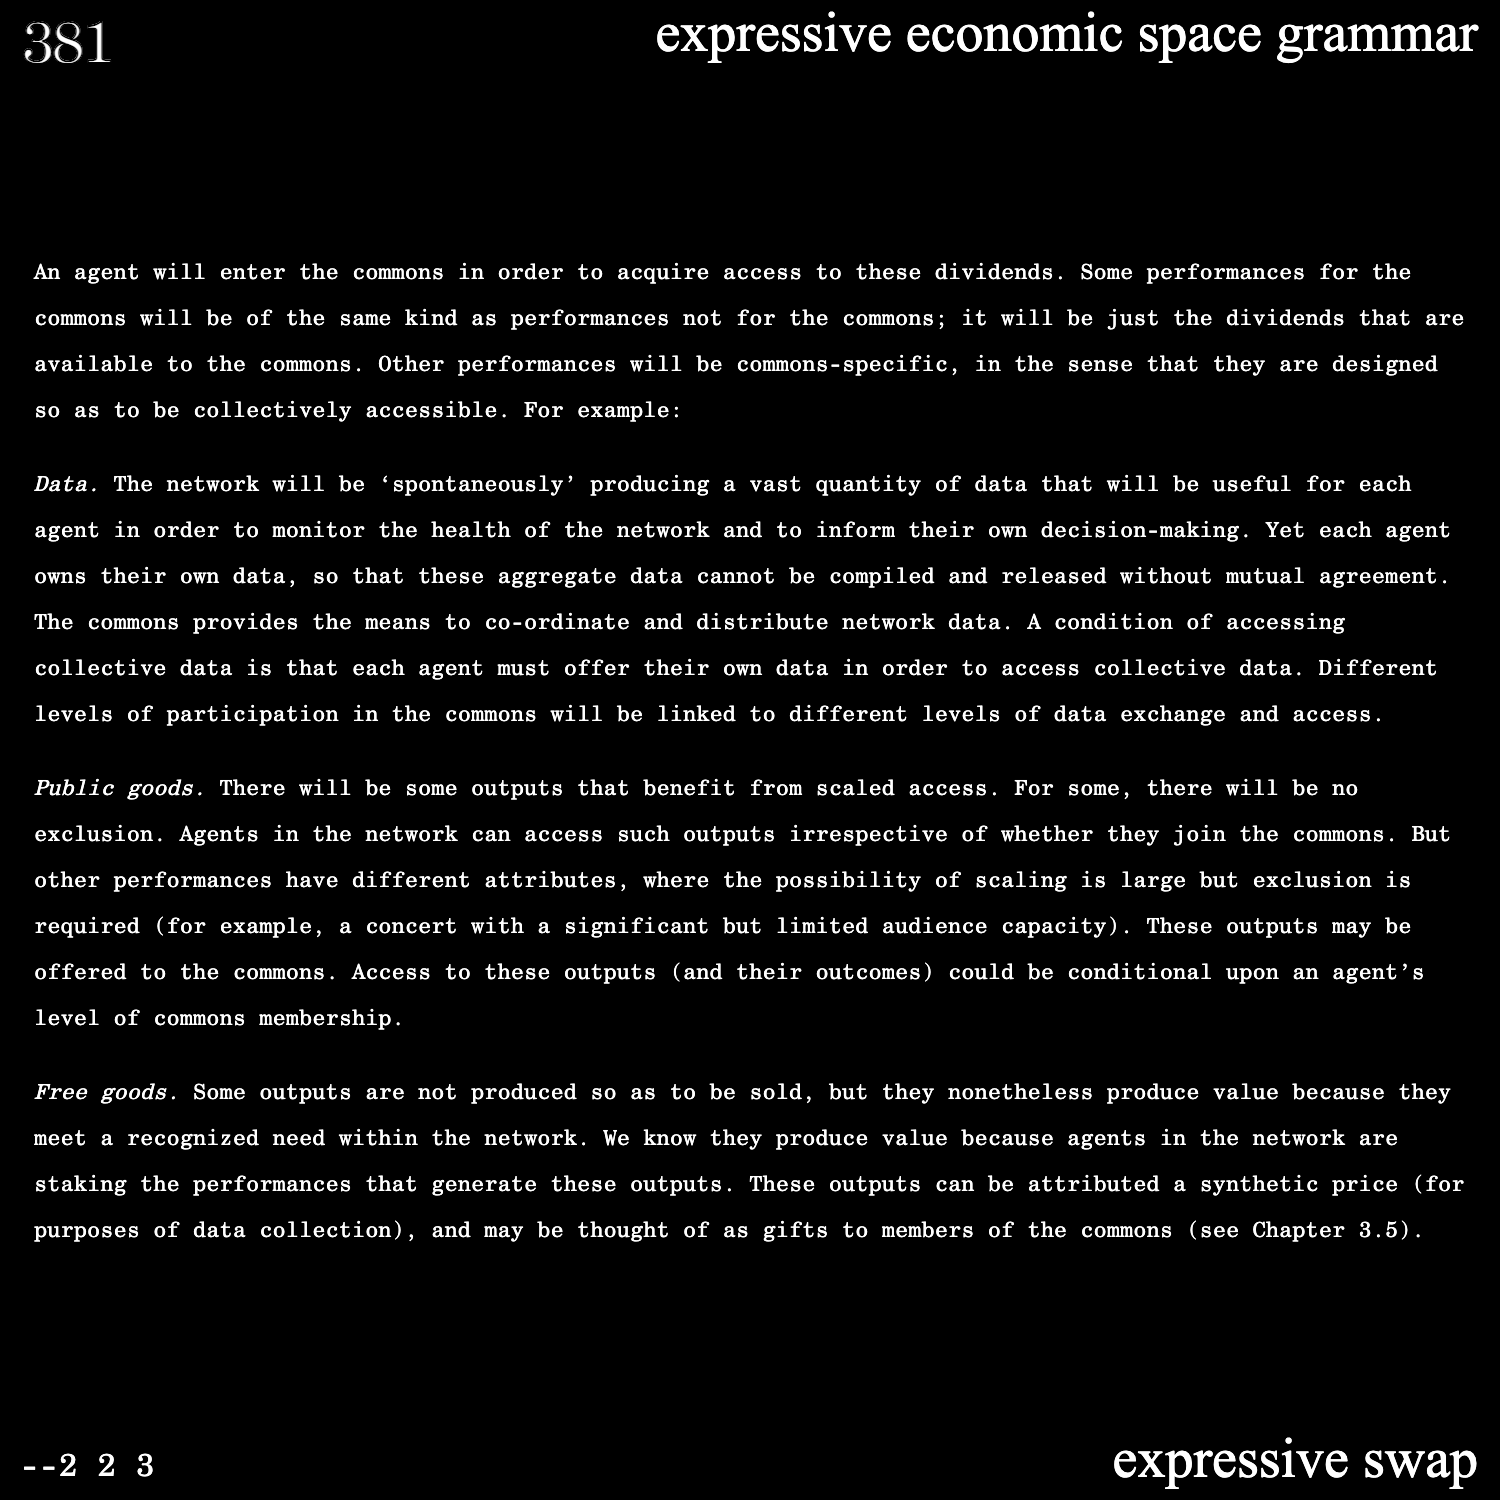 381
expressive economic space grammar
An agent will enter the commons in order to acquire access to these dividends. Some performances for the
commons will be of the same kind as performances not for the commons; it will be just the dividends that are
available to the commons. Other performances will be commons-specific, in the sense that they are designed
so as to be collectively accessible. For example:
Data. The network will be ‘spontaneously’ producing a vast quantity of data that will be useful for each
agent in order to monitor the health of the network and to inform their own decision-making. Yet each agent
owns their own data, so that these aggregate data cannot be compiled and released without mutual agreement.
The commons provides the means to co-ordinate and distribute network data. A condition of accessing
collective data is that each agent must offer their own data in order to access collective data. Different
levels of participation in the commons will be linked to different levels of data exchange and access.
Public goods. There will be some outputs that benefit from scaled access. For some, there will be no
exclusion. Agents in the network can access such outputs irrespective of whether they join the commons. But
other performances have different attributes, where the possibility of scaling is large but exclusion is
required (for example, a concert with a significant but limited audience capacity). These outputs may be
offered to the commons. Access to these outputs (and their outcomes) could be conditional upon an agent’s
level of commons membership.
Free goods. Some outputs are not produced so as to be sold, but they nonetheless produce value because they
meet a recognized need within the network. We know they produce value because agents in the network are
staking the performances that generate these outputs. These outputs can be attributed a synthetic price (for
purposes of data collection), and may be thought of as gifts to members of the commons (see Chapter 3.5).
--2 2 3
expressive swap